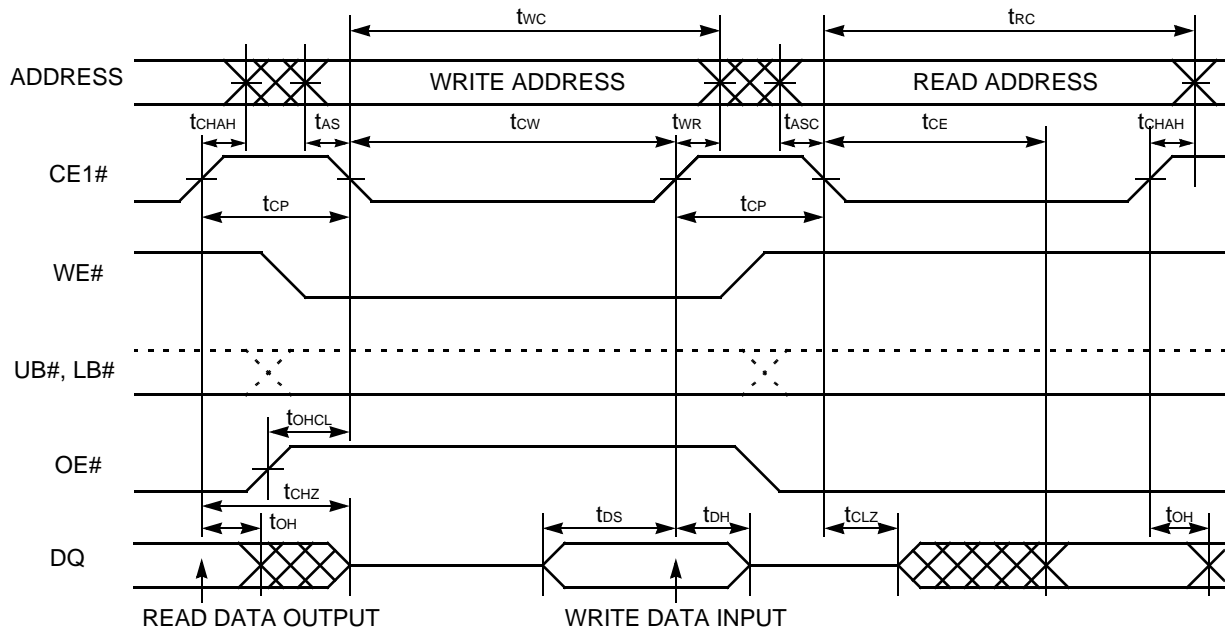 tWC tRC
ADDRESS WRITE ADDRESS READ ADDRESS
tCHAH tAS tCW tWR tASC tCE tCHAH
CE1#
tCP tCP
WE#
UB#, LB#
tOHCL
OE#
tCHZ
tOH tDS tDH tCLZ tOH
DQ
READ DATA OUTPUT WRITE DATA INPUT